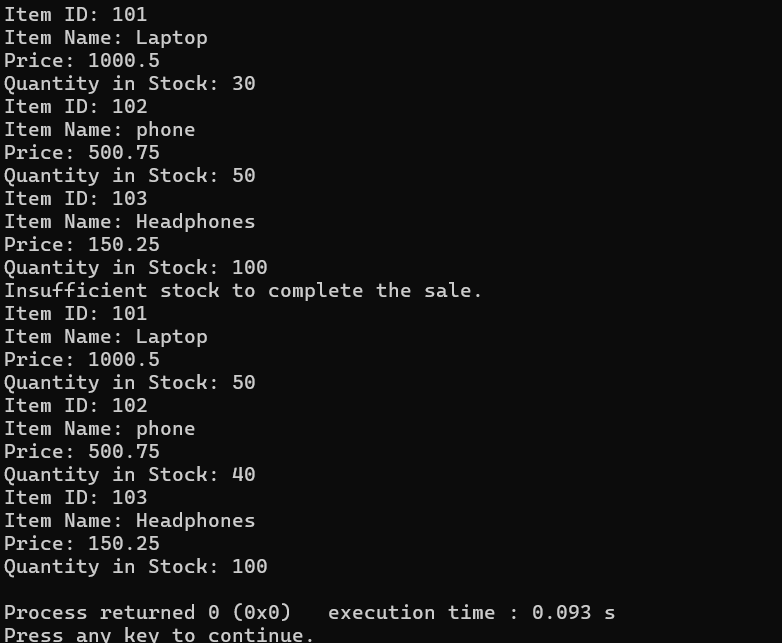 Item ID: 101
Item Name: Laptop
Price: 1000.5
Quantity in Stock: 30
Item ID: 102
Item Name: phone
Price: 500.75
Quantity in Stock: 50
Item ID: 103
Item Name: Headphones
Price: 150.25
Quantity in Stock: 100
Insufficient stock to complete the sale.
Item ID: 101
Item Name: Laptop
Price: 1000.5
Quantity in Stock: 50
Item ID: 102
Item Name: phone
Price: 500.75
Quantity in Stock: 40
Item ID: 103
Item Name: Headphones
Price: 150.25
Quantity in Stock: 100
Process returned 0 (0x0)   execution time : 0.093 s
Press any key to continue.